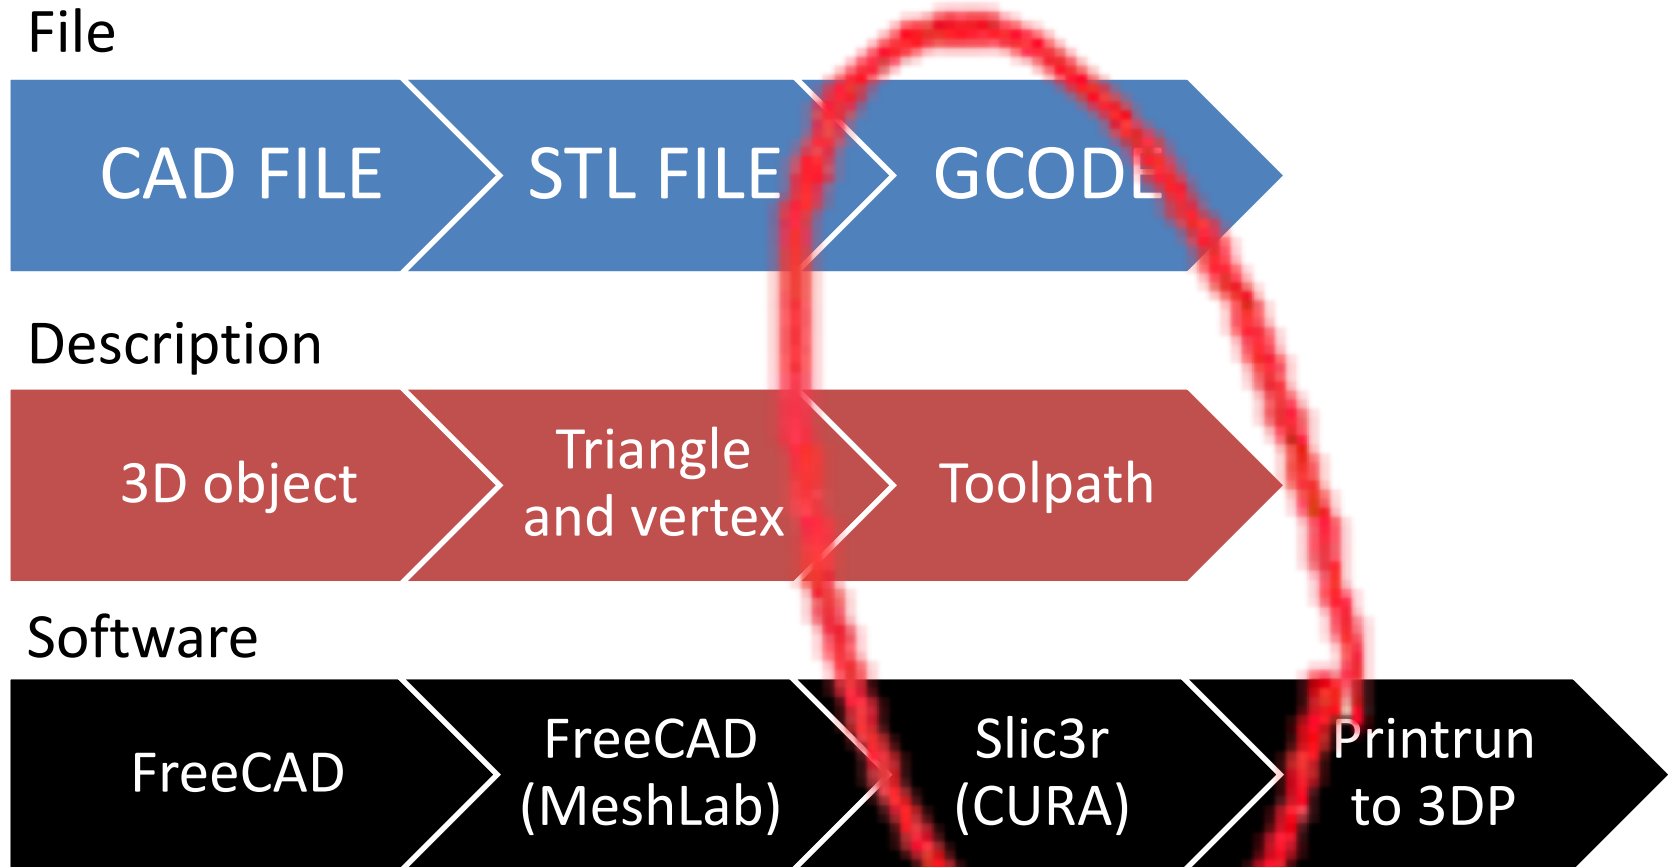 File
CAD FILE
STL FILE
GCODE
Description
3D object
Triangle
and vertex
Toolpath
Software
FreeCAD
FreeCAD
(MeshLab)
Slic3r
(CURA)
Printrun
to 3DP